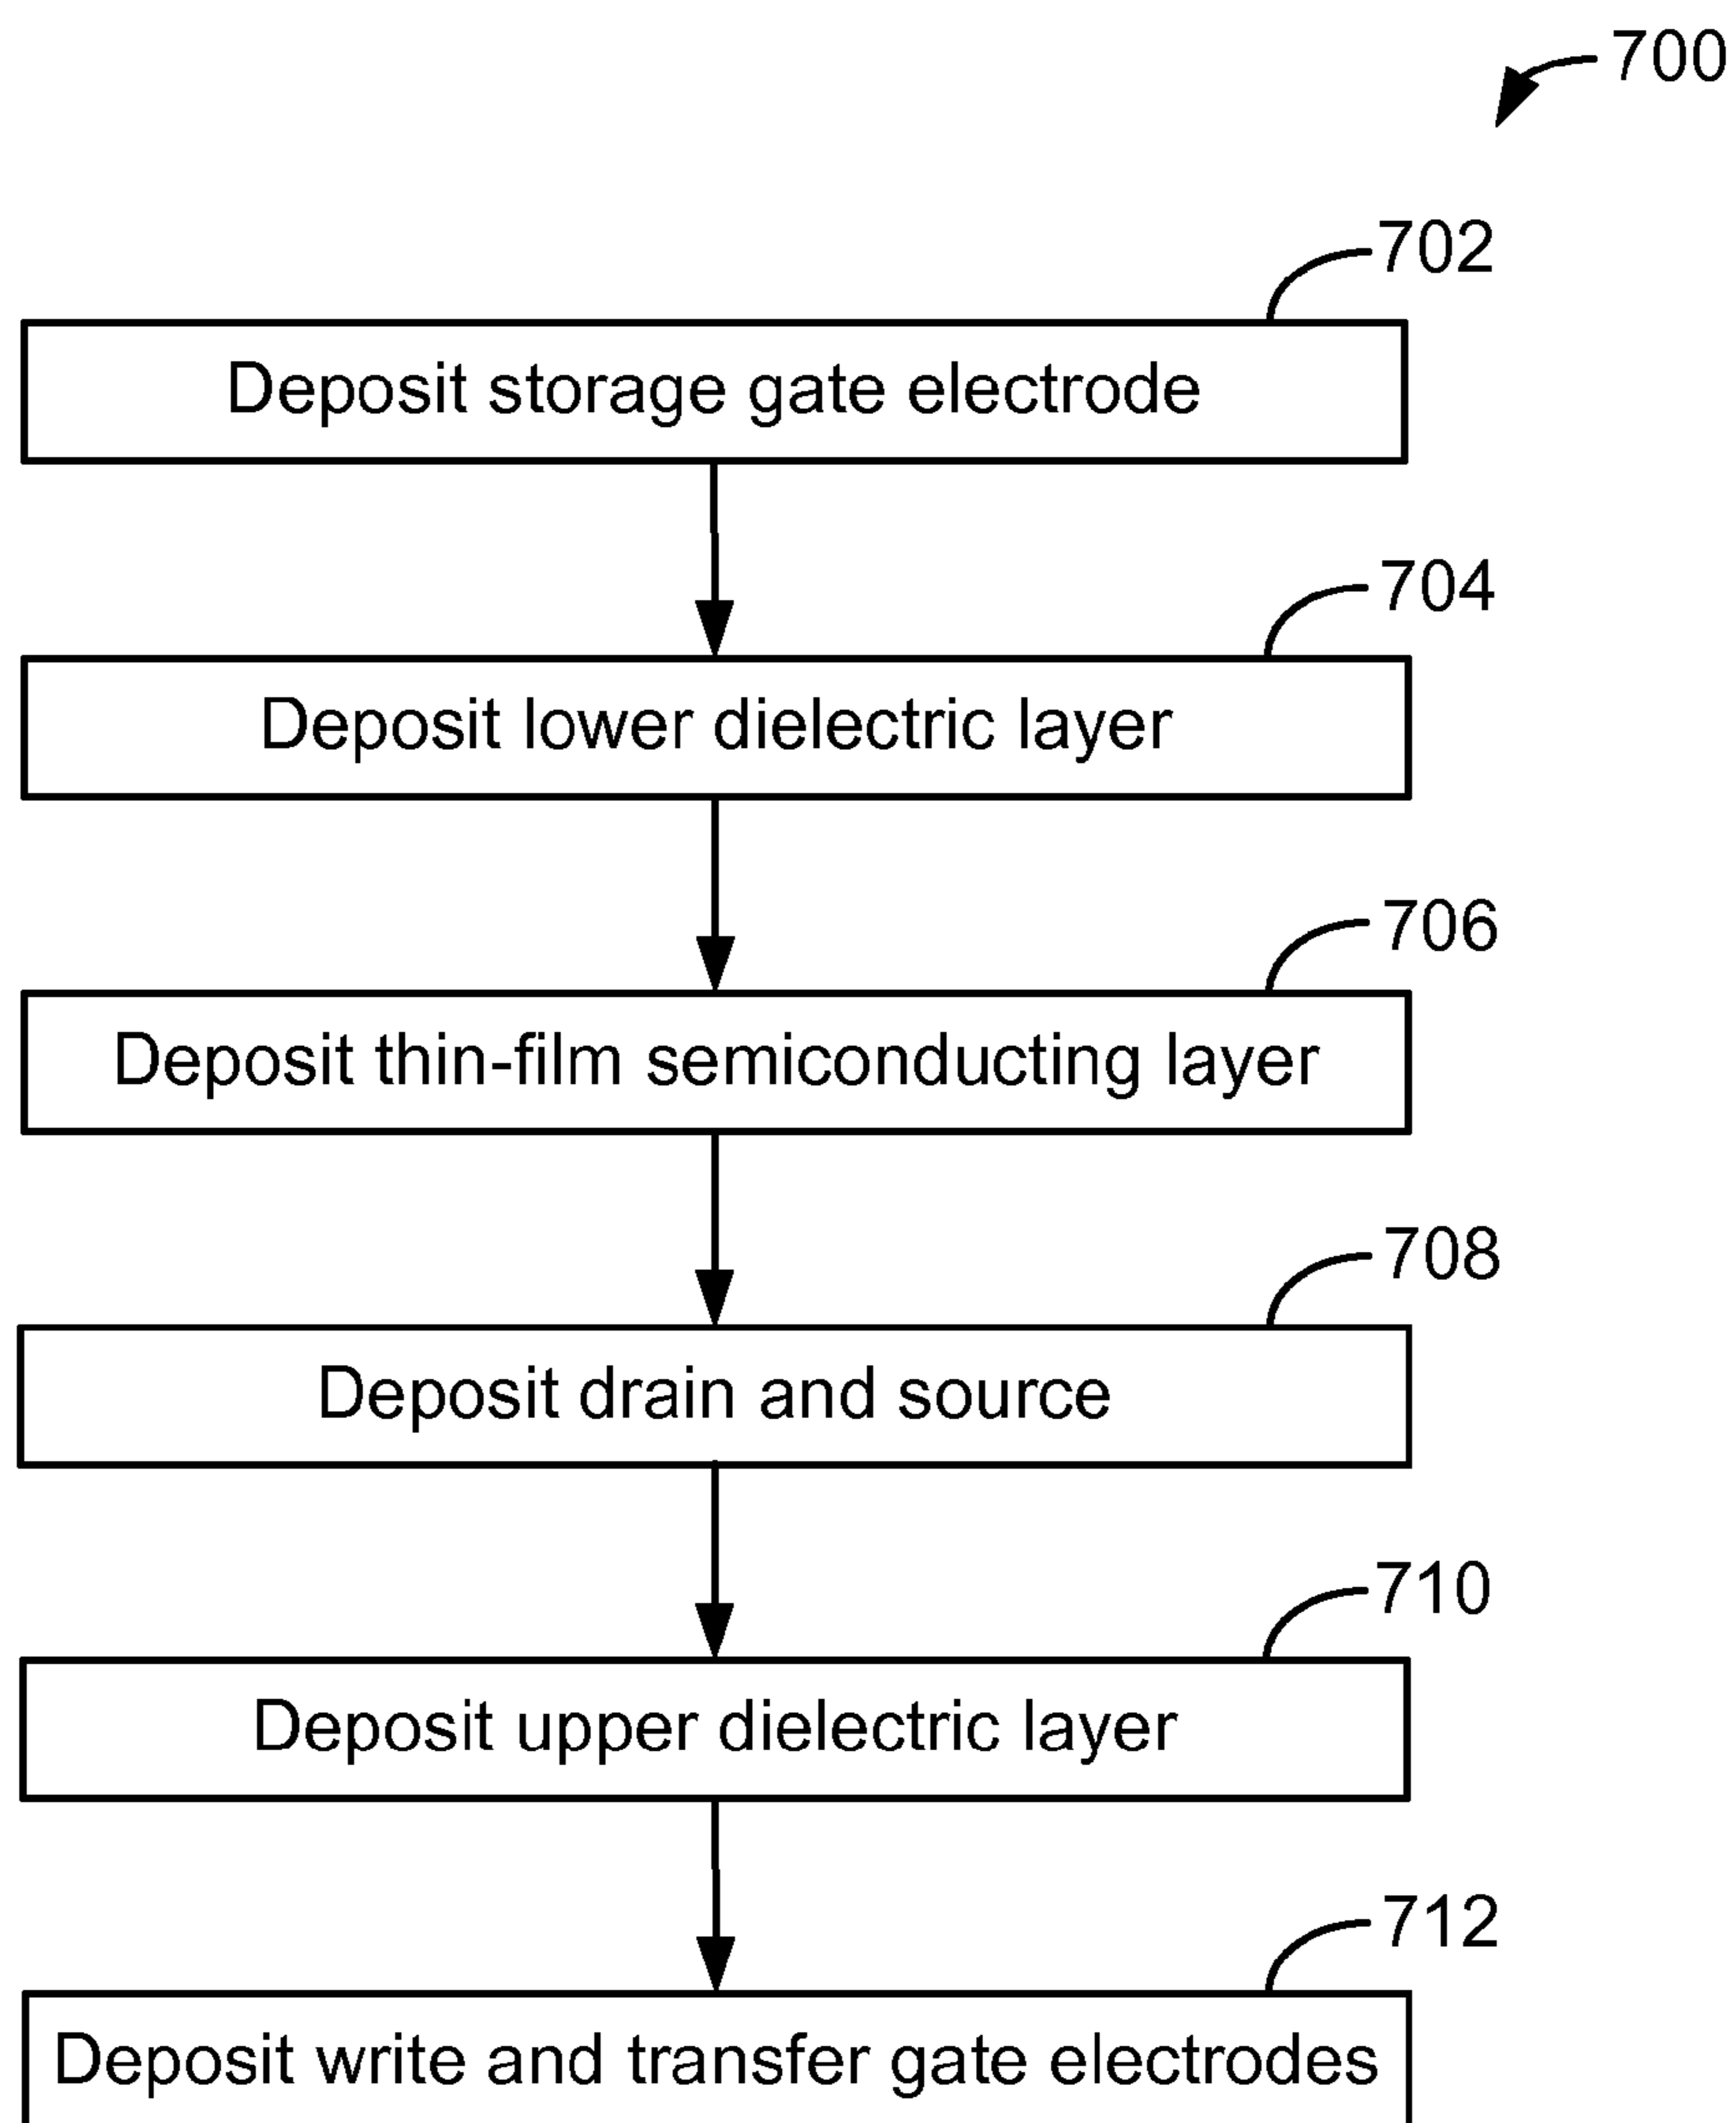 700
702
Deposit storage gate electrode
704
Deposit lower dielectric layer
706
Deposit thin-film semiconducting layer
708
Deposit drain and source
710
Deposit upper dielectric layer
712
Deposit write and transfer gate electrodes